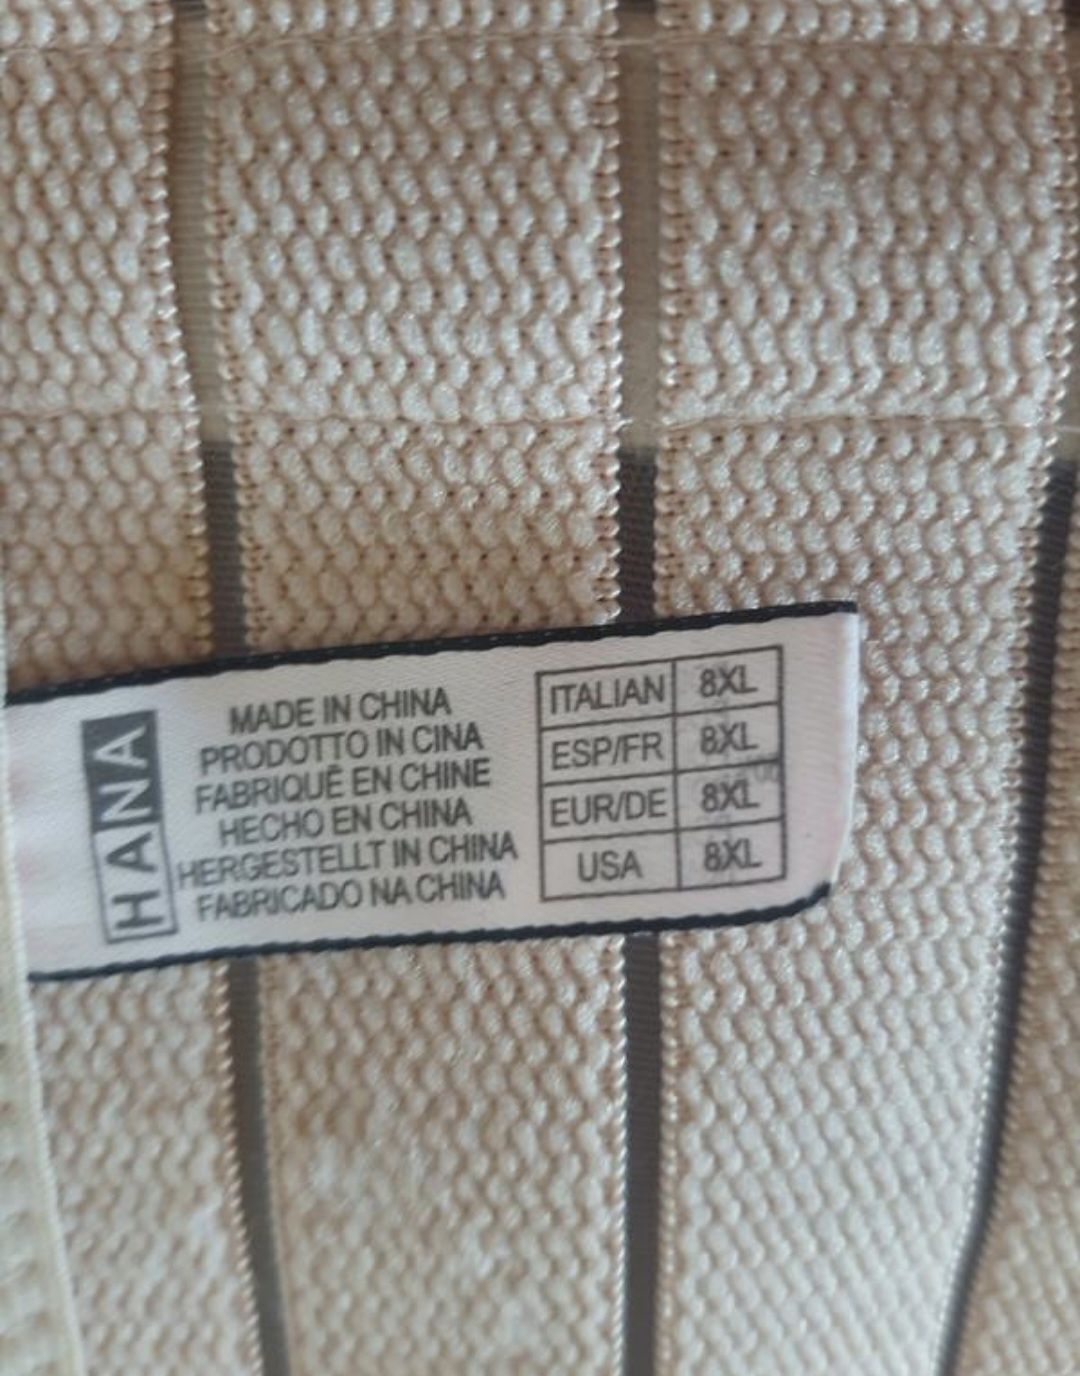 HANA
MADE IN CHINA
PRODOTTO IN CINA
FABRIQUÊ EN CHINE
HECHO EN CHINA
HERGESTELLT IN CHINA
FABRICADO NA CHINA
ITALIAN 8XL
ESP/FR 8XL
EUR/DE 8XL
USA 8XL